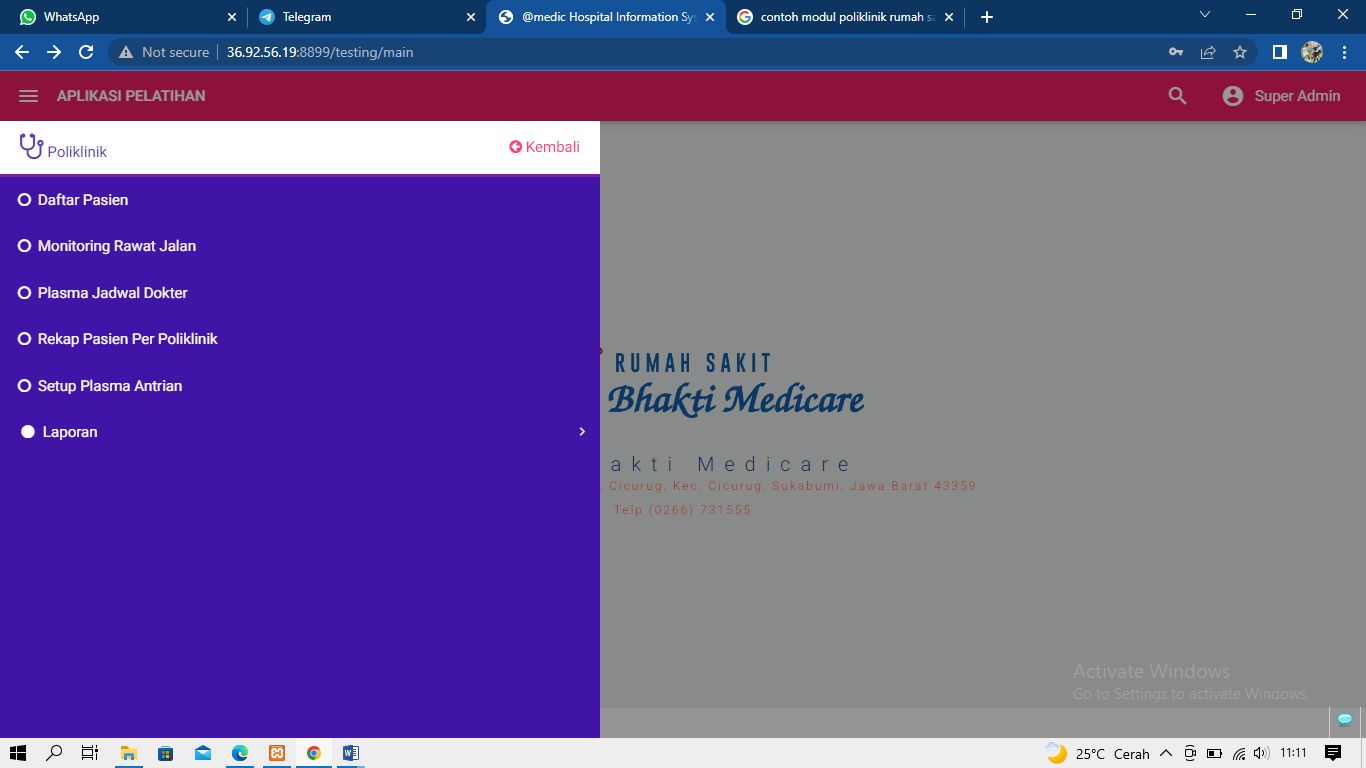 WhatsApp
Telegram
@medic Hospital Information Sys
contoh modul poliklinik rumah sa
Not secure
36.92.56.19:8899/testing/main
APLIKASI PELATIHAN
Super Admin
Poliklinik
Kembali
Daftar Pasien
Monitoring Rawat Jalan
Plasma Jadwal Dokter
Rekap Pasien Per Poliklinik
Setup Plasma Antrian
Laporan
RUMAH SAKIT
Bhakti Medicare
akti Medicare
, Cicurug, Kec. Cicurug, Sukabumi, Jawa Barat 43359
Telp (0266) 731555
Activate Windows
Go to Settings to activate Windows.
25°C Cerah
11:11